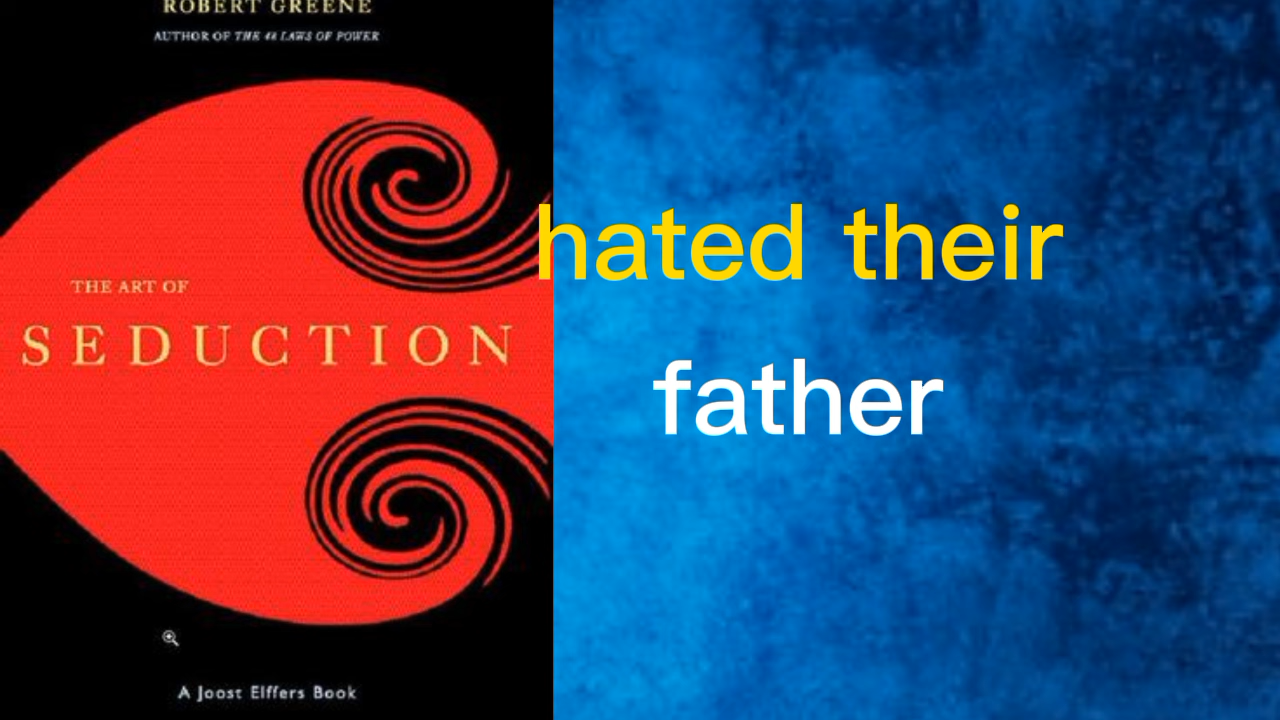 ROBERT GREENE
AUTHOR OF THE 48 LAWS OF POWER
THE ART OF
SEDUCTION
A Joost Elffers Book
hated their
father